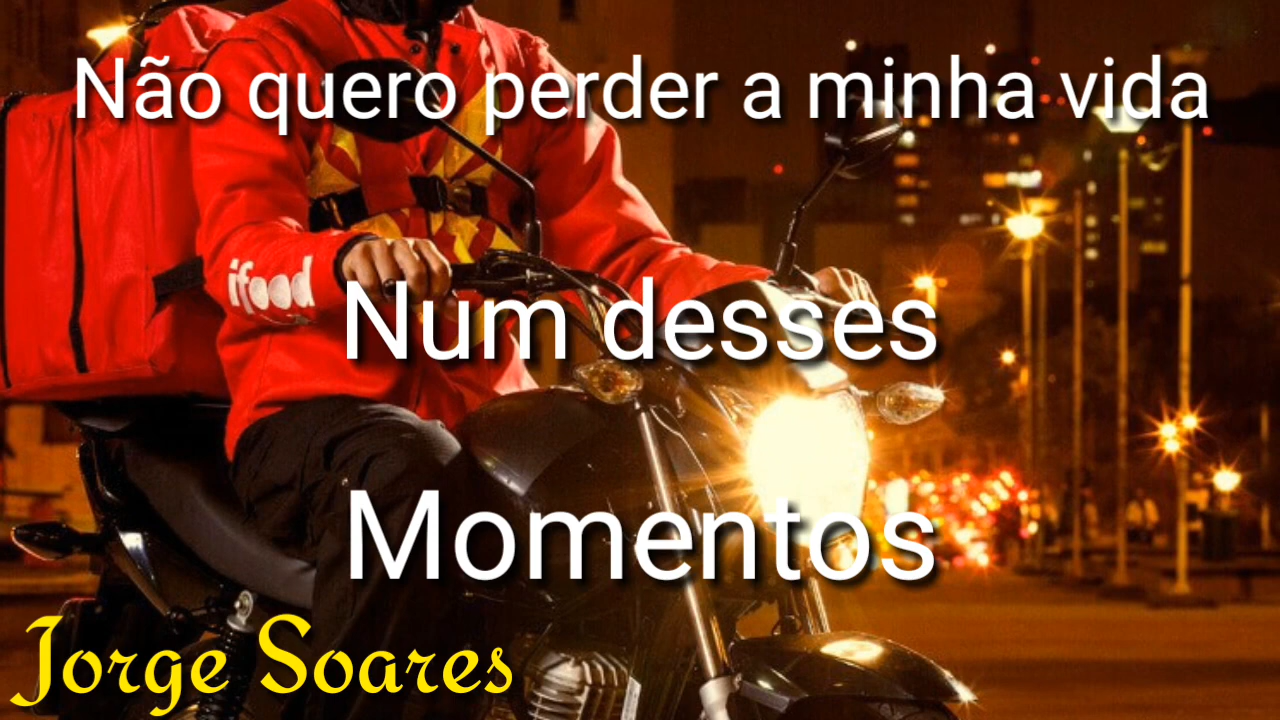 Não quero perder a minha vida
ifood
Num desses
Momentos
Jorge Soares